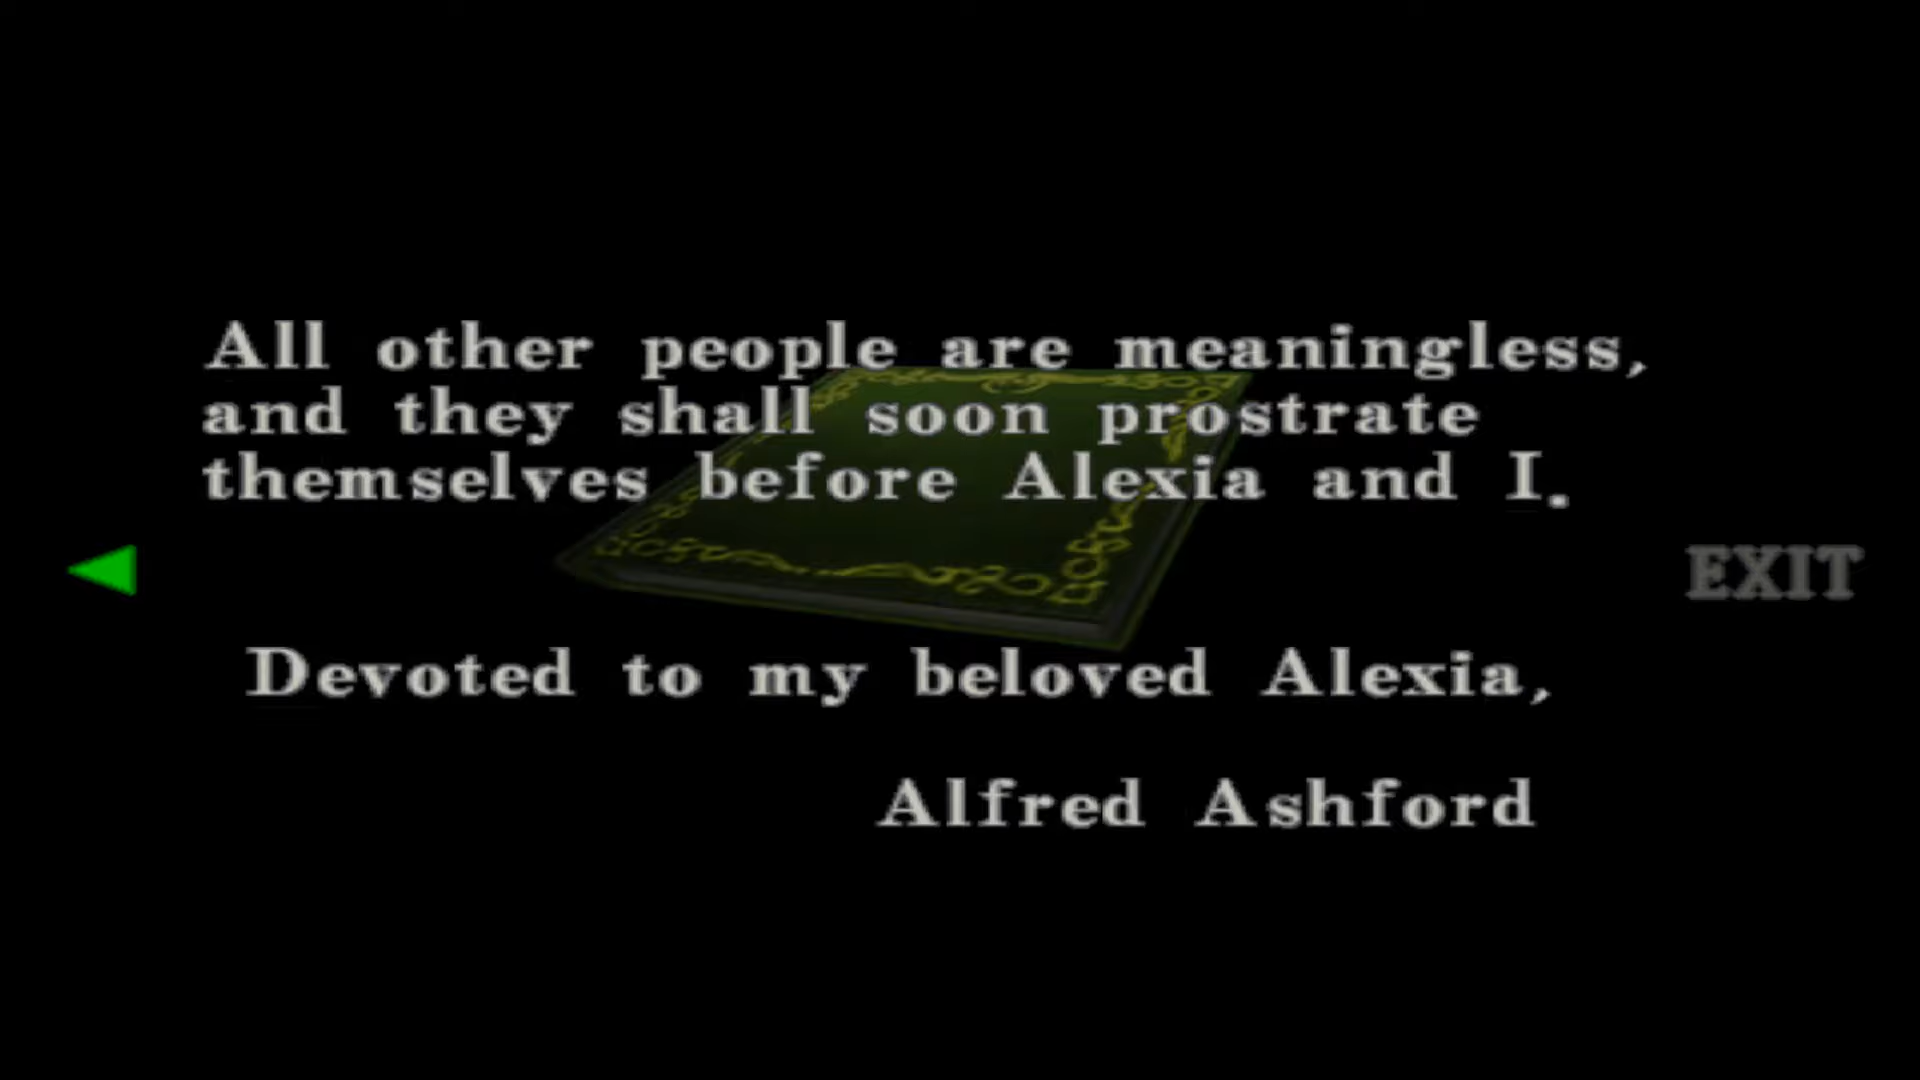 All other people are meaningless,
and they shall soon prostrate
themselves before Alexia and I.
EXIT
Devoted to my beloved Alexia,
Alfred Ashford